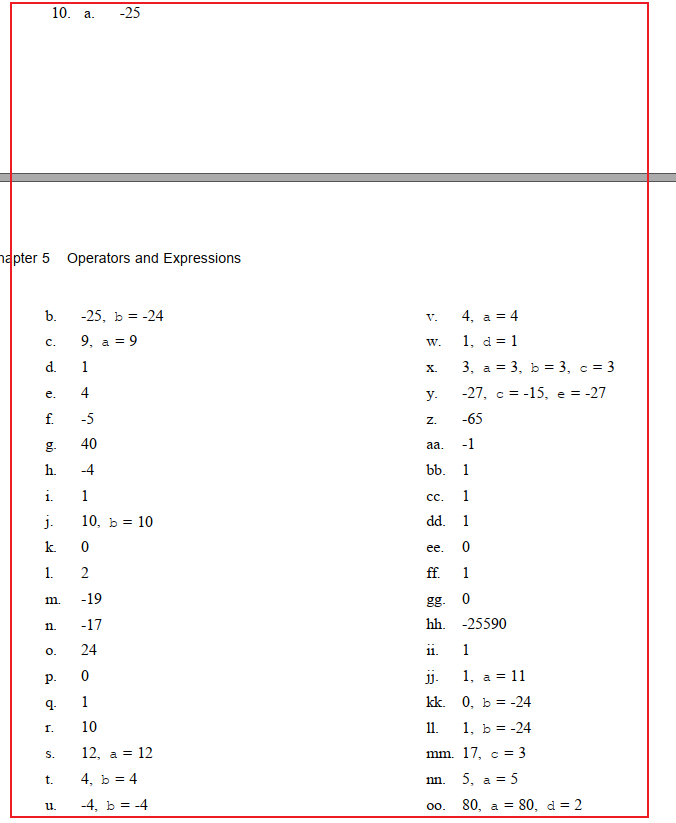 10. a. -25
hapter 5 Operators and Expressions
b. -25, b = -24
c. 9, a = 9
d. 1
e. 4
f. -5
g. 40
h. -4
i. 1
j. 10, b = 10
k. 0
l. 2
m. -19
n. -17
o. 24
p. 0
q. 1
r. 10
s. 12, a = 12
t. 4, b = 4
u. -4, b = -4
v. 4, a = 4
w. 1, d = 1
x. 3, a = 3, b = 3, c = 3
y. -27, c = -15, e = -27
z. -65
aa. -1
bb. 1
cc. 1
dd. 1
ee. 0
ff. 1
gg. 0
hh. -25590
ii. 1
jj. 1, a = 11
kk. 0, b = -24
ll. 1, b = -24
mm. 17, c = 3
nn. 5, a = 5
oo. 80, a = 80, d = 2